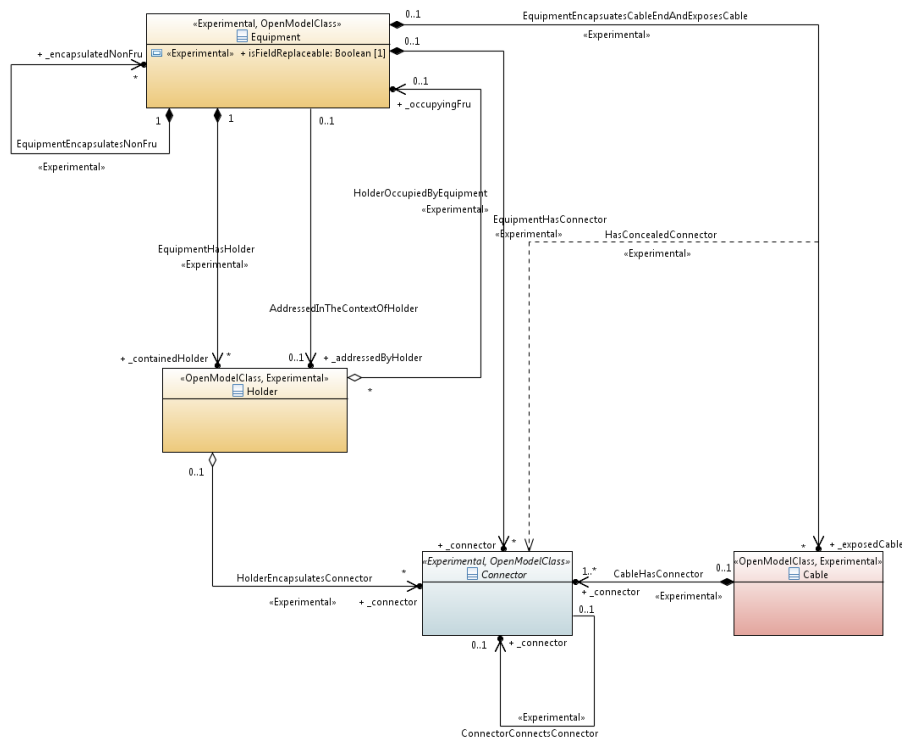 «Experimental, OpenModelClass»
Equipment
«Experimental» + isFieldReplaceable: Boolean [1]
0..1
EquipmentEncapsuatesCableEndAndExposesCable
«Experimental»
0..1
+ _encapsulatedNonFru
*
0..1
+ _occupyingFru
1
1
0..1
EquipmentEncapsulatesNonFru
«Experimental»
HolderOccupiedByEquipment
«Experimental»
EquipmentHasConnector
«Experimental»
HasConcealedConnector
«Experimental»
EquipmentHasHolder
«Experimental»
AddressedInTheContextOfHolder
+ _containedHolder
*
0..1
+ _addressedByHolder
«OpenModelClass, Experimental»
Holder
*
0..1
+ _connector
*
*
+ _exposedCable
«Experimental, OpenModelClass»
Connector
«OpenModelClass, Experimental»
Cable
HolderEncapsulatesConnector
*
«Experimental»
+ _connector
1..*
CableHasConnector
0..1
+ _connector
«Experimental»
0..1
0..1
+ _connector
«Experimental»
ConnectorConnectsConnector